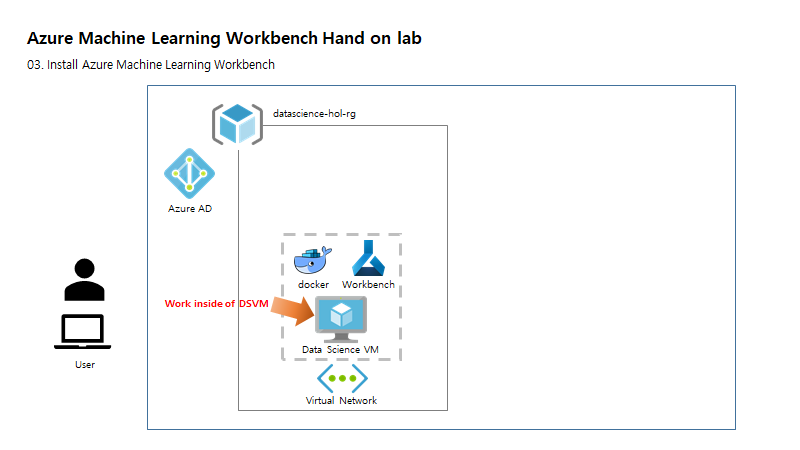 Azure Machine Learning Workbench Hand on lab
03. Install Azure Machine Learning Workbench
datascience-hol-rg
Azure AD
docker
Workbench
Work inside of DSVM
Data Science VM
User
Virtual Network